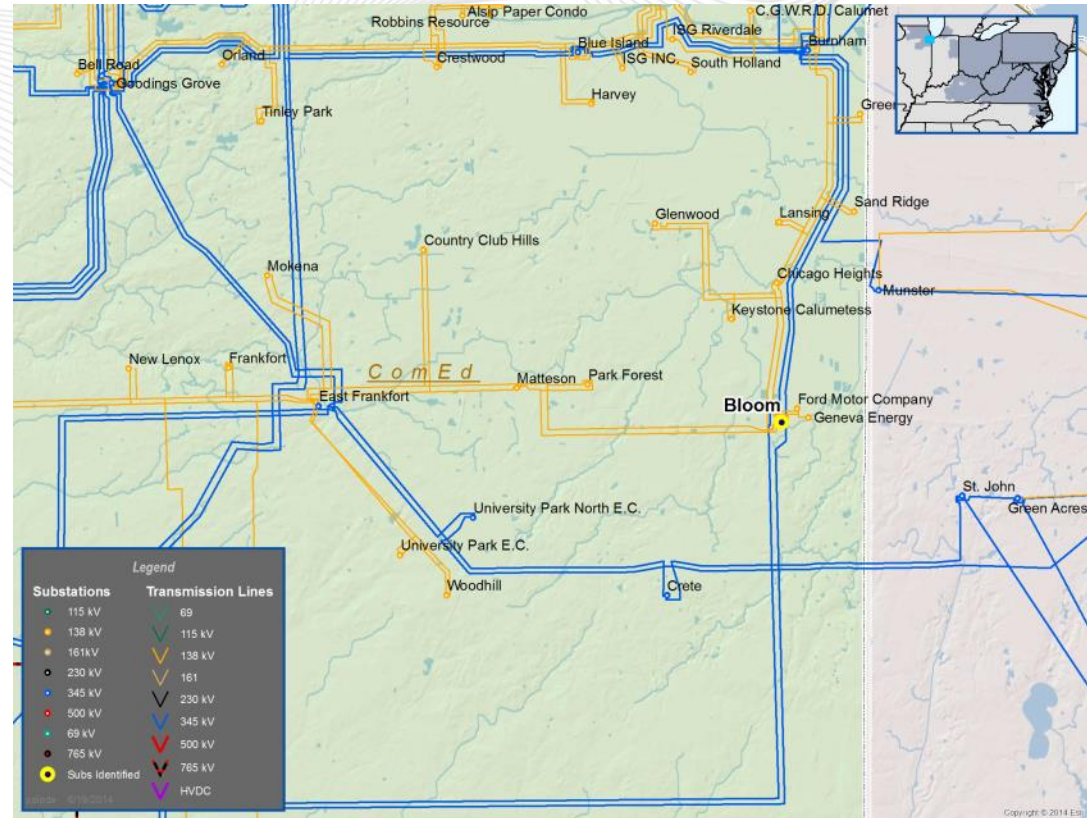 Alsip Paper Condo
C.G.W.R.D. Calumet
Robbins Resource
ISG Riverdale
Blue Island
Burnham
Bell Road
Orland
Crestwood
ISG INC.
South Holland
Goodings Grove
Harvey
Tinley Park
Green
Sand Ridge
Glenwood
Lansing
Country Club Hills
Mokena
Chicago Heights
Munster
Keystone Calumetess
New Lenox
Frankfort
ComEd
Matteson
Park Forest
East Frankfort
Bloom
Ford Motor Company
Geneva Energy
St. John
Green Acres
University Park North E.C.
University Park E.C.
Woodhill
Crete
Legend
Substations
115 kV
138 kV
161kV
230 kV
345 kV
500 kV
69 kV
765 kV
Subs Identified
Transmission Lines
69
115 kV
138 kV
161
230 kV
345 kV
500 kV
765 kV
HVDC
6/19/2014
Copyright © 2014 Esri